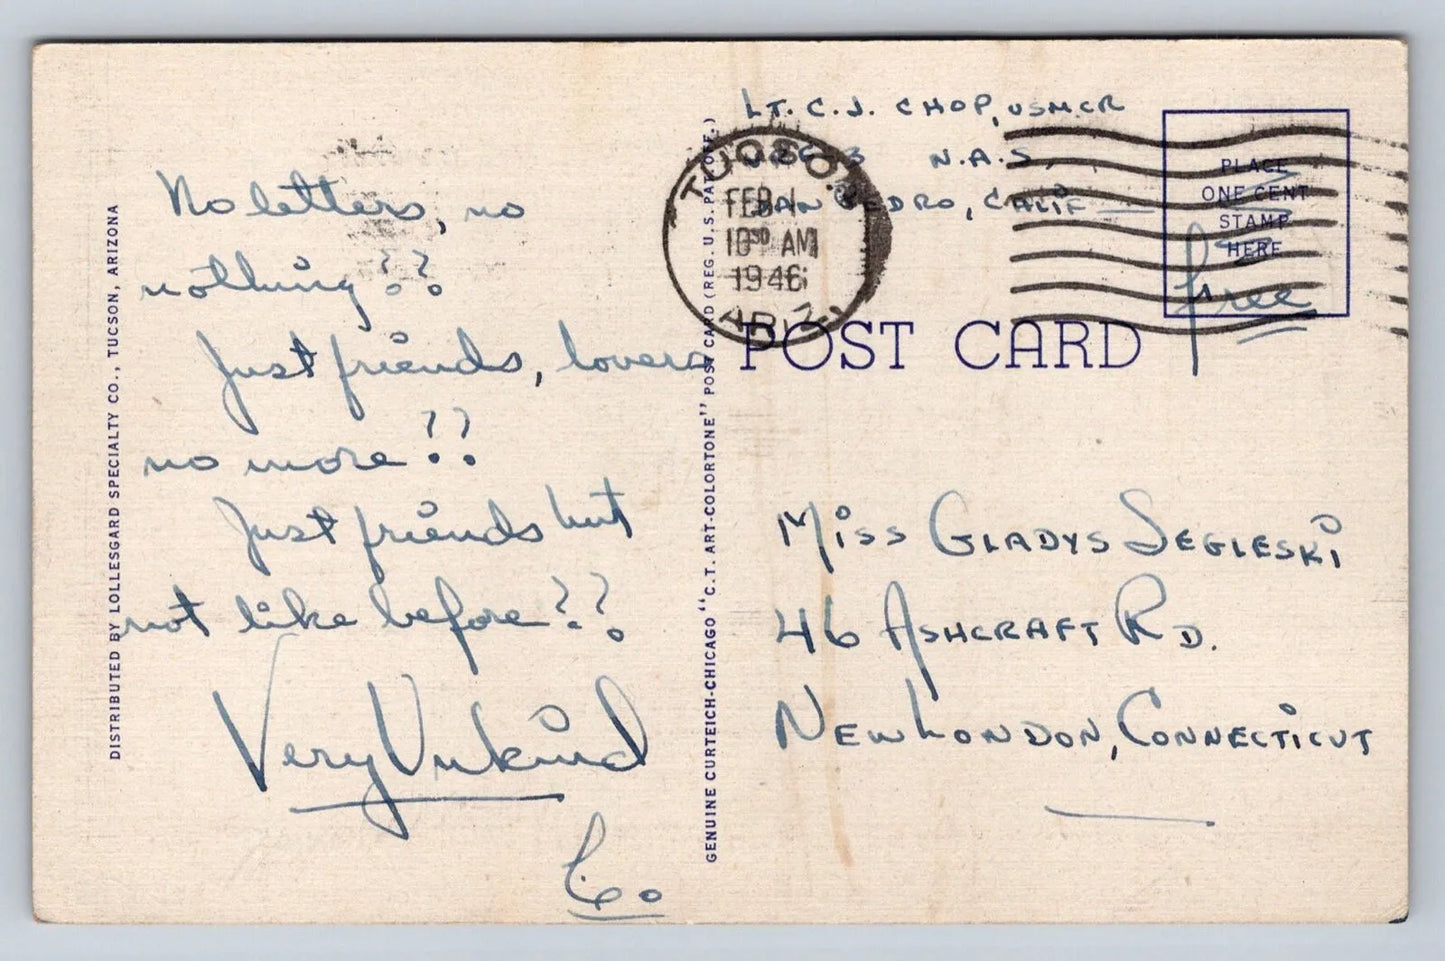 No letters, no
nothing??
Just friends, lovers
no more??
Just friends but
not like before??
Very Unkind
Co
DISTRIBUTED BY LOLLESGARD SPECIALTY CO., TUCSON, ARIZONA
GENUINE CURTEICH-CHICAGO "C.T. ART-COLORTONE" POST CARD (REG. U.S. PAT. OFF.)
LT. C. J. CHOP, USMCR
N.A.S.
SAN PEDRO, CALIF
TUCSON
FEB 1
10 30 AM
1946
ARIZ.
PLACE
ONE CENT
STAMP
HERE
free
POST CARD
MISS GLADYS SEGLESKI
46 ASHCRAFT RD.
NEW LONDON, CONNECTICUT